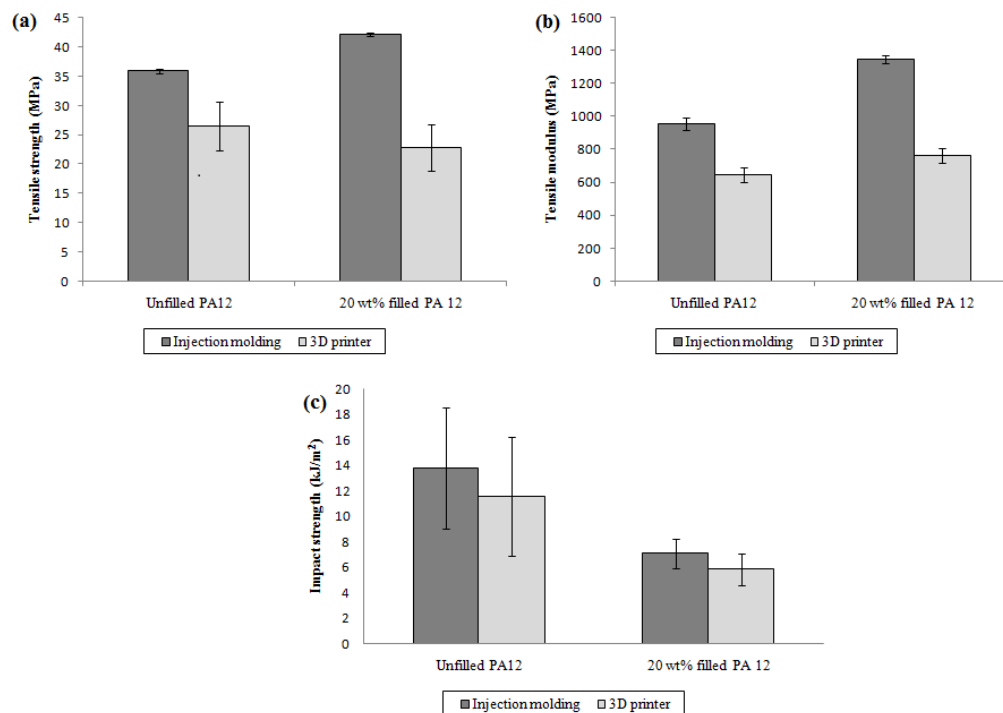 (a)
Tensile strength (MPa)
45
40
35
30
25
20
15
10
5
0
Unfilled PA12 20 wt% filled PA 12
Injection molding 3D printer
(b)
Tensile modulus (MPa)
1600
1400
1200
1000
800
600
400
200
0
Unfilled PA12 20 wt% filled PA 12
Injection molding 3D printer
(c)
Impact strength (kJ/m²)
20
18
16
14
12
10
8
6
4
2
0
Unfilled PA12 20 wt% filled PA 12
Injection molding 3D printer